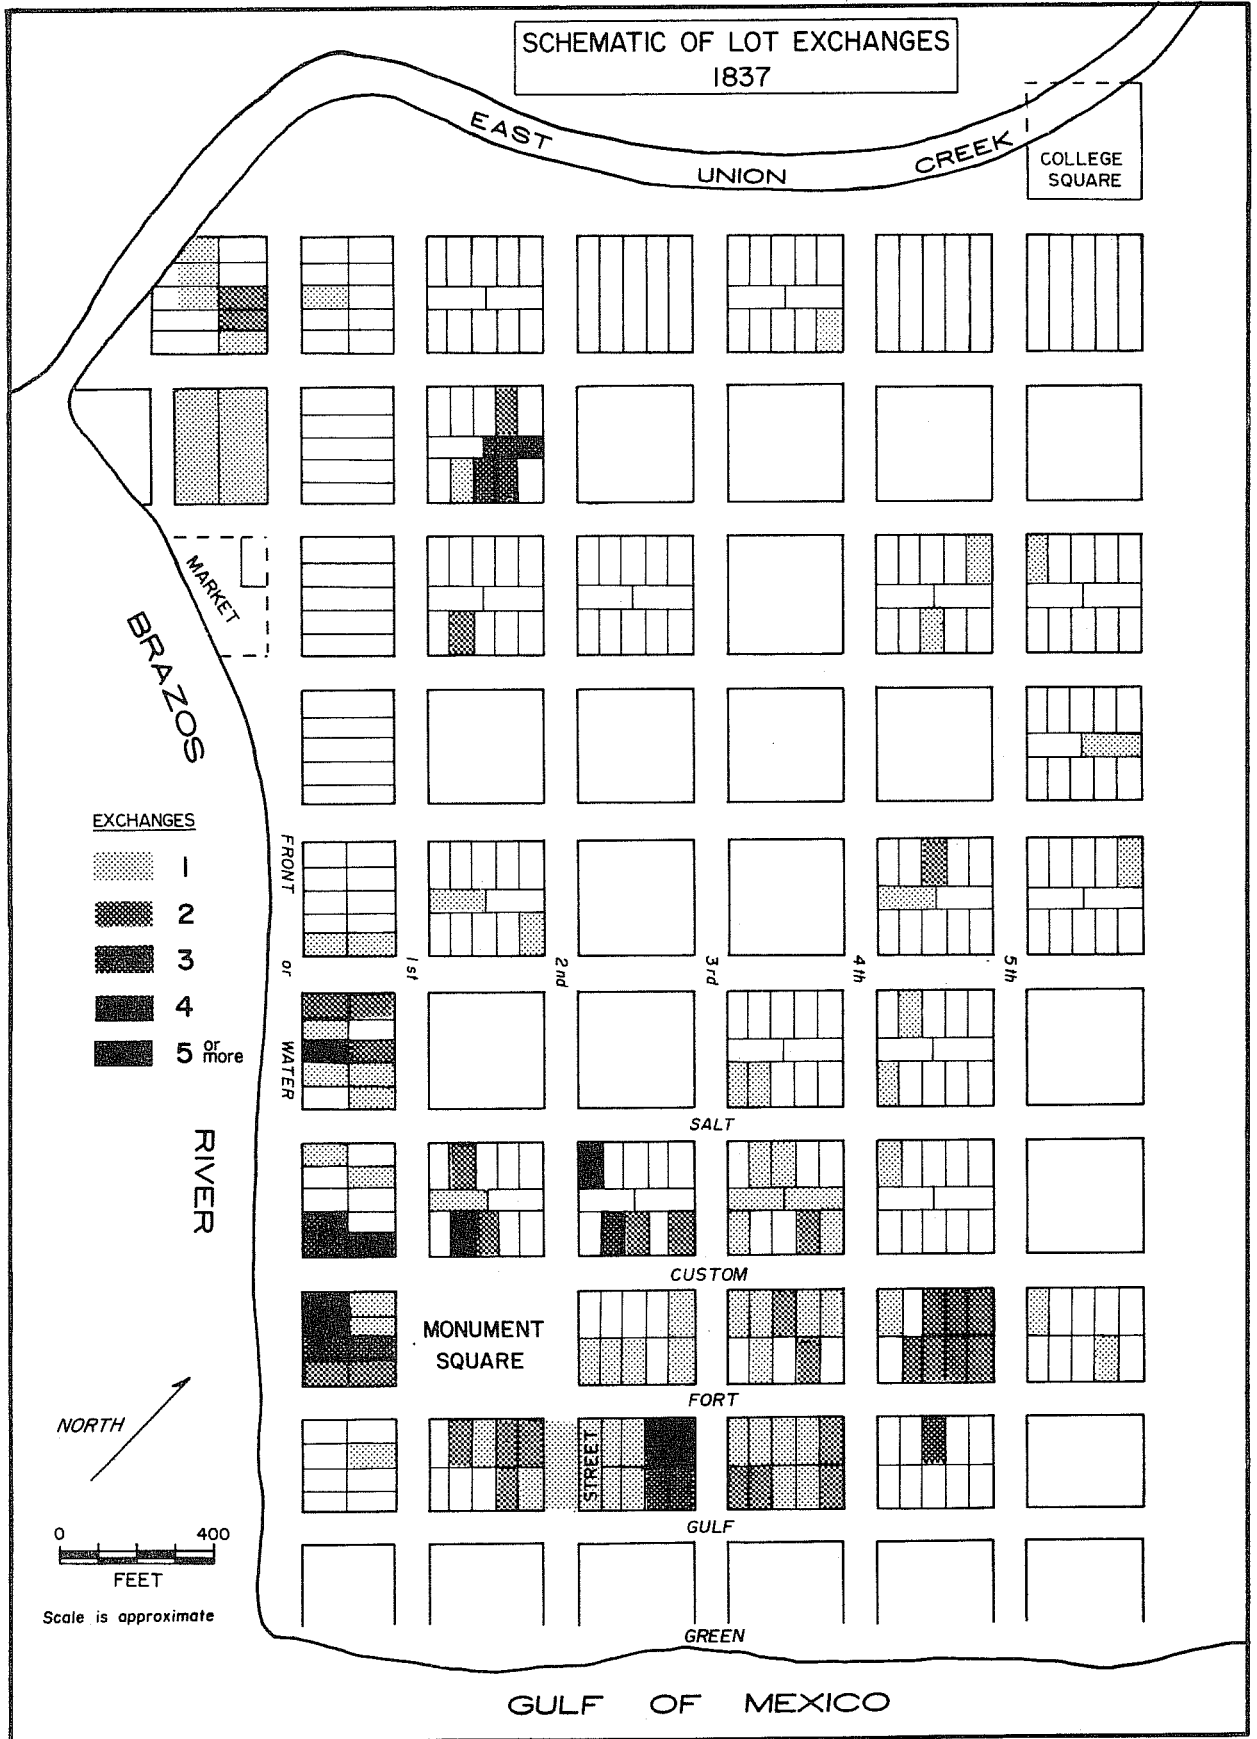 SCHEMATIC OF LOT EXCHANGES
1837
EAST UNION CREEK
COLLEGE
SQUARE
MARKET
BRAZOS
RIVER
EXCHANGES
1
2
3
4
5 or more
FRONT or WATER
1st
2nd
3rd
4th
5th
SALT
CUSTOM
MONUMENT
SQUARE
FORT
STREET
NORTH
GULF
0 400
FEET
Scale is approximate
GREEN
GULF OF MEXICO